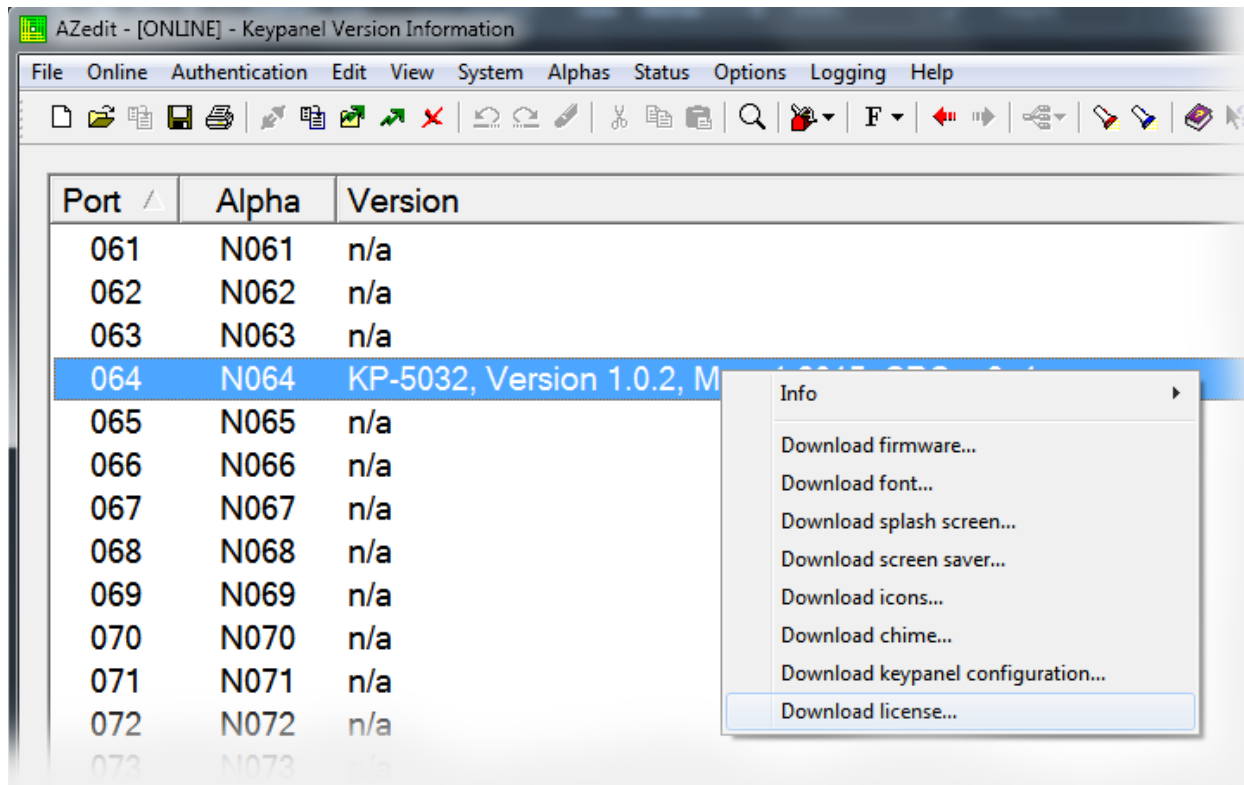 AZedit - [ONLINE] - Keypanel Version Information
File Online Authentication Edit View System Alphas Status Options Logging Help
F
Port Alpha Version
061 N061 n/a
062 N062 n/a
063 N063 n/a
064 N064 KP-5032, Version 1.0.2,
Info
065 N065 n/a
Download firmware...
066 N066 n/a
Download font...
067 N067 n/a
Download splash screen...
068 N068 n/a
Download screen saver...
069 N069 n/a
Download icons...
070 N070 n/a
Download chime...
071 N071 n/a
Download keypanel configuration...
072 N072 n/a
Download license...
073 N073 n/a